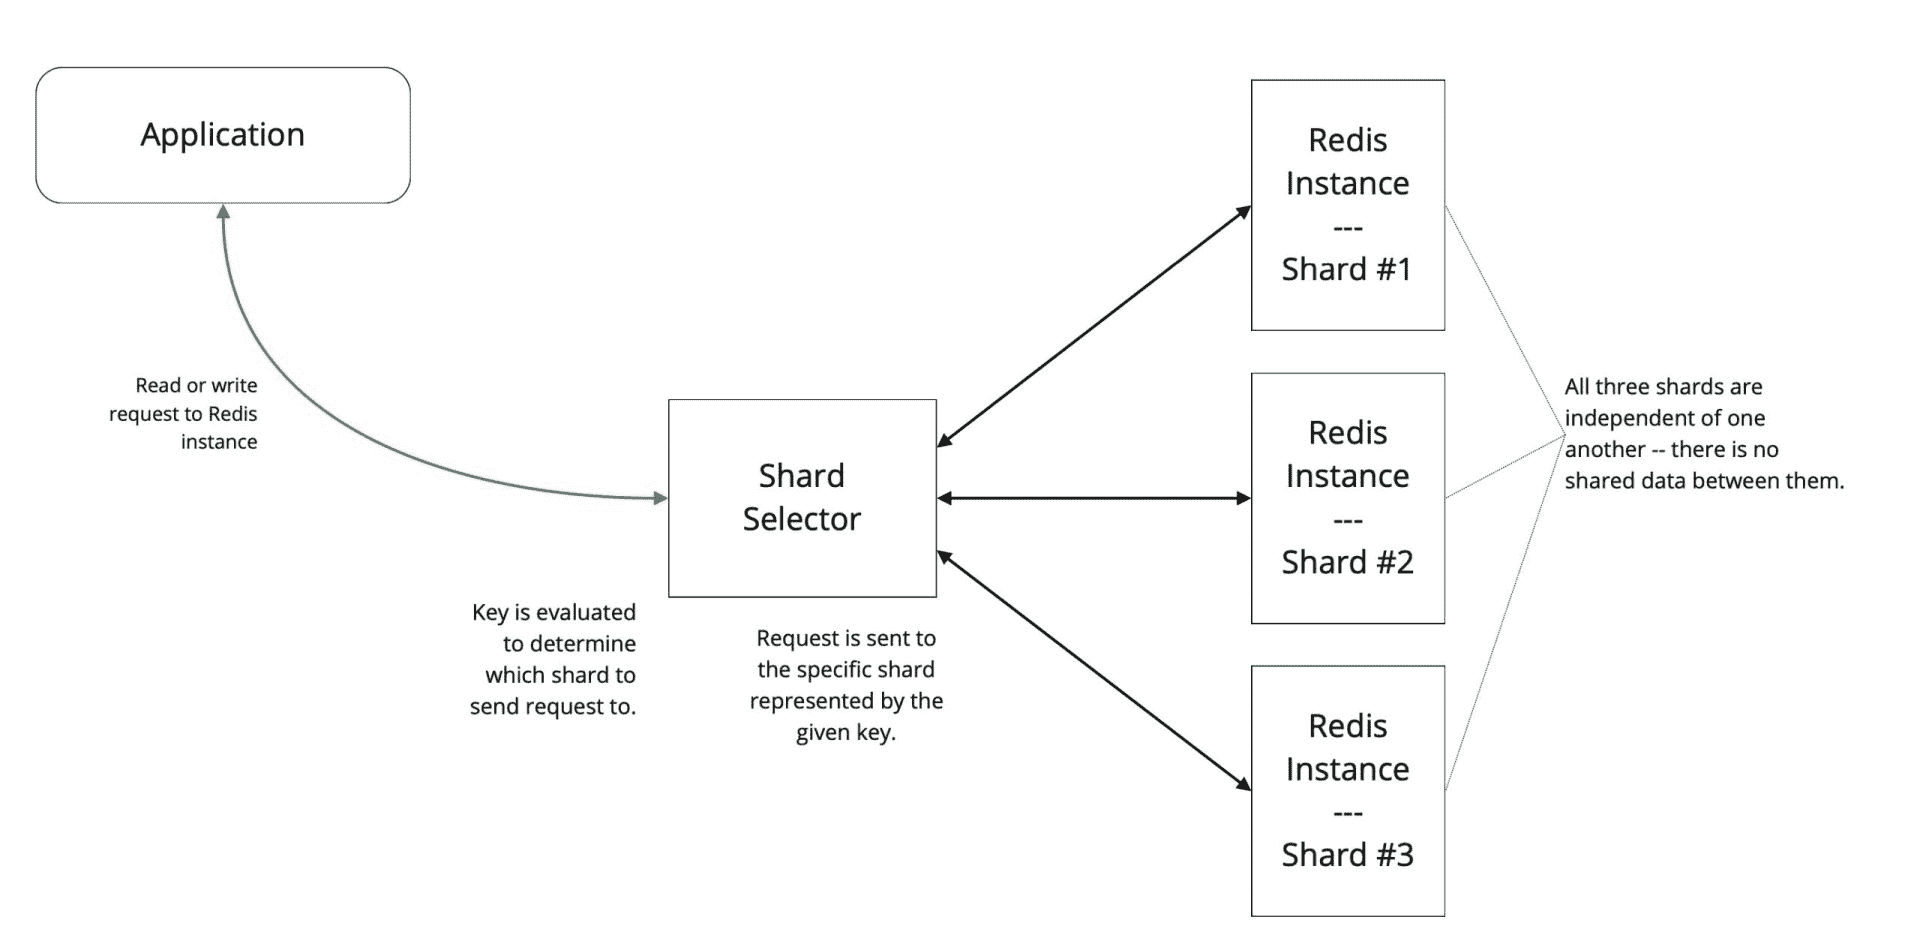 Application
Read or write
request to Redis
instance
Shard
Selector
Key is evaluated
to determine
which shard to
send request to.
Request is sent to
the specific shard
represented by the
given key.
Redis
Instance
---
Shard #1
Redis
Instance
---
Shard #2
Redis
Instance
---
Shard #3
All three shards are
independent of one
another -- there is no
shared data between them.